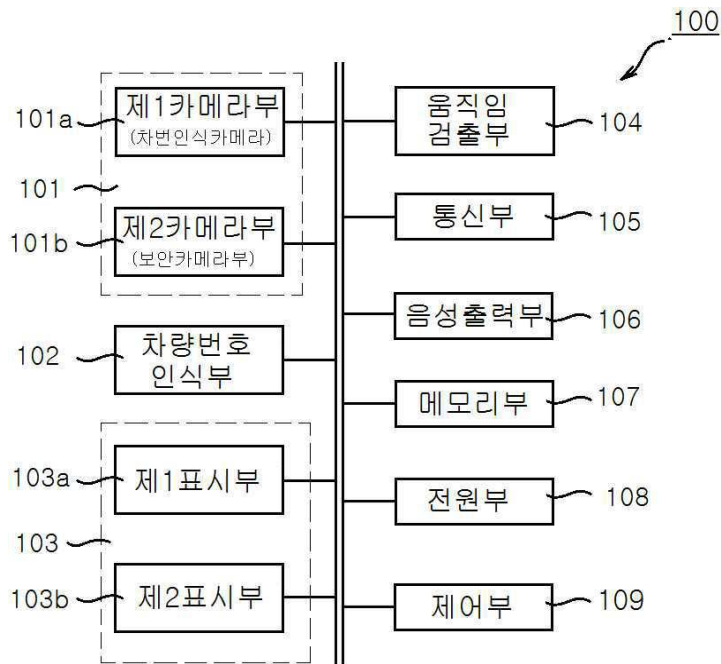 100
101a
제1카메라부
(차번인식카메라)
101
101b
제2카메라부
(보안카메라부)
102
차량번호
인식부
103a
제1표시부
103
103b
제2표시부
움직임
검출부
104
통신부
105
음성출력부
106
메모리부
107
전원부
108
제어부
109